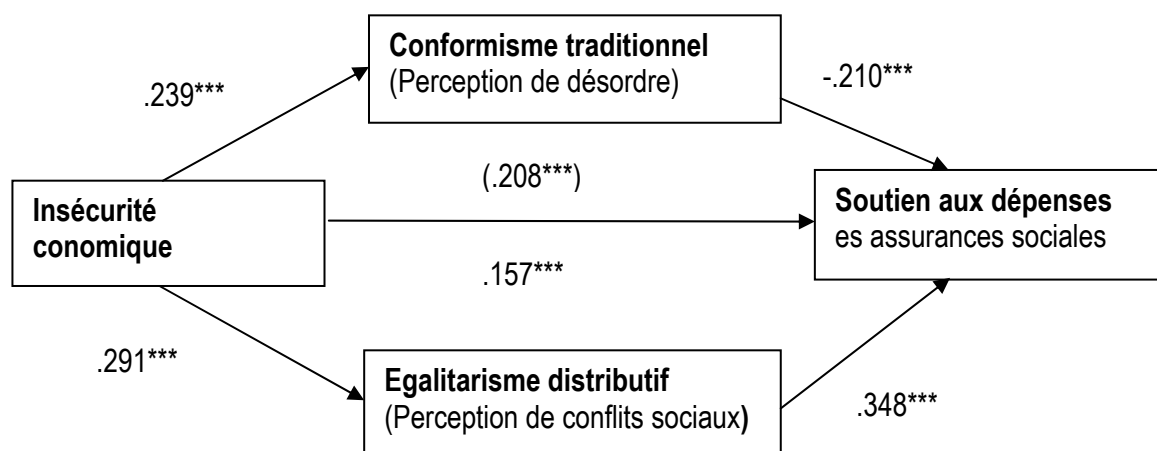 Conformisme traditionnel
(Perception de désordre)
.239***
-.210***
(.208***)
Insécurité
conomique
Soutien aux dépenses
es assurances sociales
.157***
.291***
Egalitarisme distributif
(Perception de conflits sociaux)
.348***